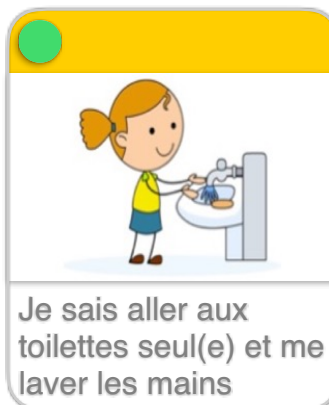 Je sais aller aux
toilettes seul(e) et me
laver les mains